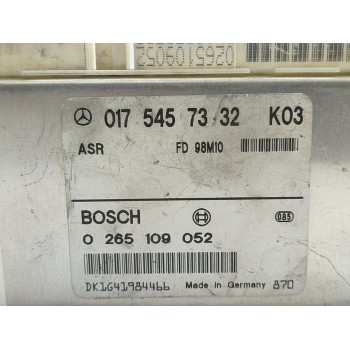 0265109052
017 545 73 32 K03
ASR FD 98M10
BOSCH
085
0 265 109 052
DK1641984466 Made in Germany 870